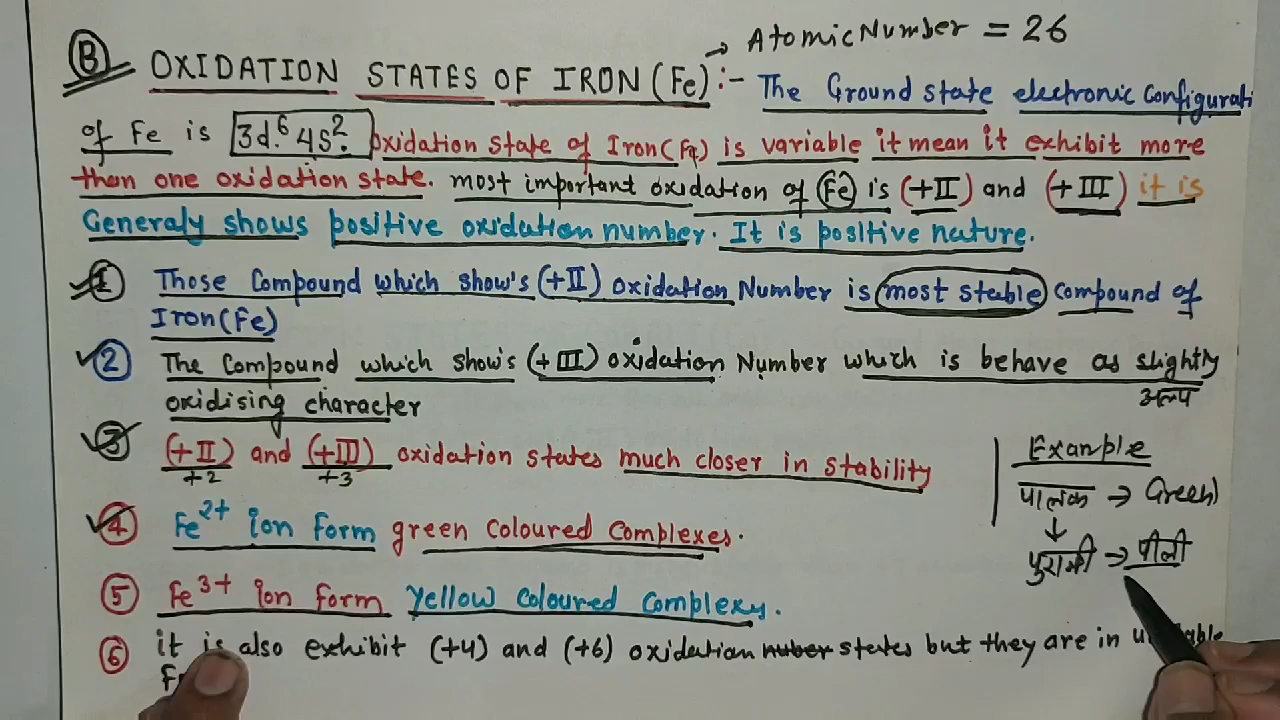 → Atomic Number = 26
(B) OXIDATION STATES OF IRON (Fe) :- The Ground state electronic Configurati
of Fe is 3d⁶ 4s². oxidation state of Iron(Fe) is variable it mean it exhibit more
than one oxidation state. most important oxidation of Fe is (+II) and (+III) it is
Generaly shows positive oxidation number. It is positive nature.
(1) Those Compound which show's (+II) oxidation Number is most stable compound of
Iron(Fe)
(2) The Compound which show's (+III) oxidation Number which is behave as slightly
अल्प
oxidising character
(3) (+II) and (+III) oxidation states much closer in stability
+2 +3
(4) Fe²⁺ ion form green coloured complexes.
(5) Fe³⁺ ion form yellow coloured complexs.
(6) it is also exhibit (+4) and (+6) oxidation states but they are in
Example
पालक → Green
↓
पुरानी → पीली